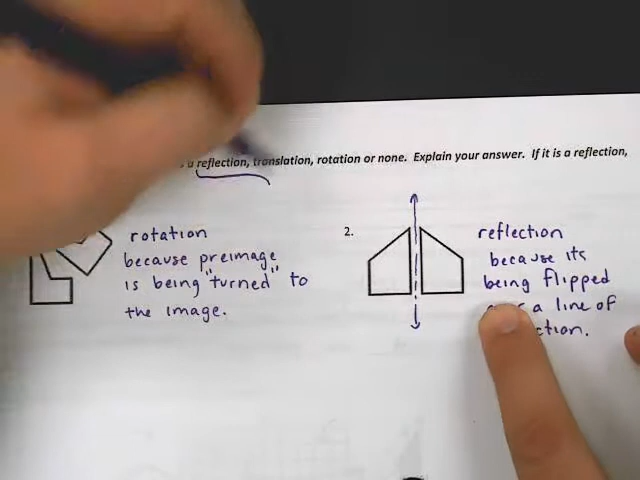 a reflection, translation, rotation or none. Explain your answer. If it is a reflection,
rotation
because preimage
is being "turned" to
the image.
2.
reflection
because its
being flipped
a line of